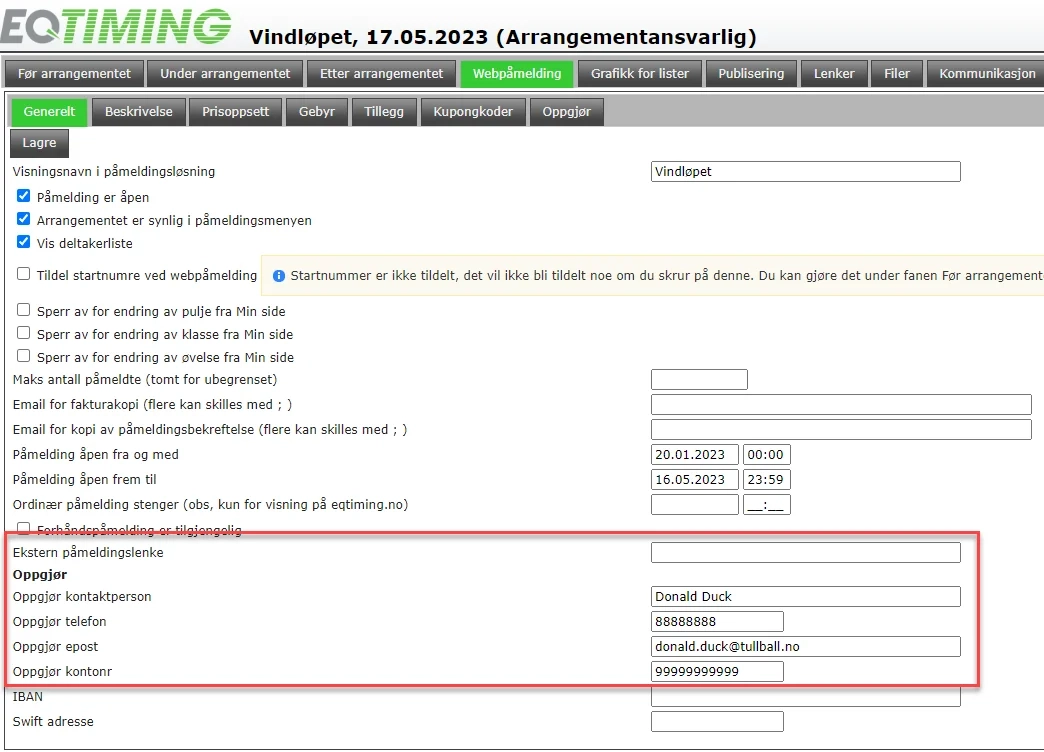 EQTIMING Vindløpet, 17.05.2023 (Arrangementansvarlig)
Før arrangementet Under arrangementet Etter arrangementet Webpåmelding Grafikk for lister Publisering Lenker Filer Kommunikasjon
Generelt Beskrivelse Prisoppsett Gebyr Tillegg Kupongkoder Oppgjør
Lagre
Visningsnavn i påmeldingsløsning Vindløpet
Påmelding er åpen
Arrangementet er synlig i påmeldingsmenyen
Vis deltakerliste
Tildel startnumre ved webpåmelding Startnummer er ikke tildelt, det vil ikke bli tildelt noe om du skrur på denne. Du kan gjøre det under fanen Før arrangement
Sperr av for endring av pulje fra Min side
Sperr av for endring av klasse fra Min side
Sperr av for endring av øvelse fra Min side
Maks antall påmeldte (tomt for ubegrenset)
Email for fakturakopi (flere kan skilles med ; )
Email for kopi av påmeldingsbekreftelse (flere kan skilles med ; )
Påmelding åpen fra og med 20.01.2023 00:00
Påmelding åpen frem til 16.05.2023 23:59
Ordinær påmelding stenger (obs, kun for visning på eqtiming.no) __:__
Forhåndspåmelding er tilgjengelig
Ekstern påmeldingslenke
Oppgjør
Oppgjør kontaktperson Donald Duck
Oppgjør telefon 88888888
Oppgjør epost donald.duck@tullball.no
Oppgjør kontonr 99999999999
IBAN
Swift adresse